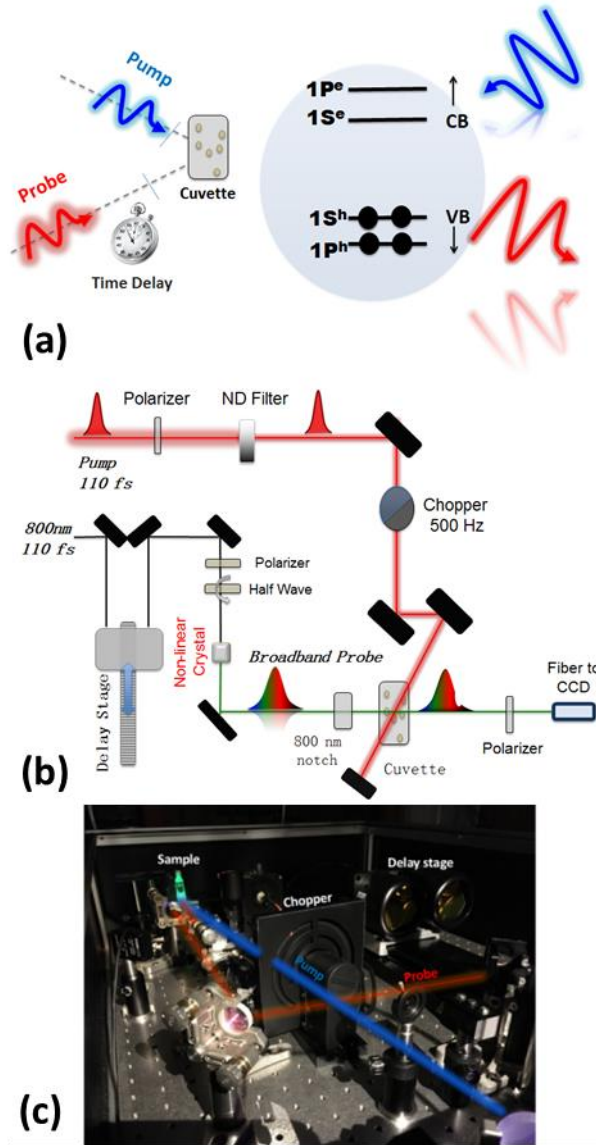 Pump
Probe
Cuvette
Time Delay
1Pᵉ
1Sᵉ
CB
1Sʰ
VB
1Pʰ
(a)
Polarizer
ND Filter
Pump
110 fs
Chopper
500 Hz
800nm
110 fs
Polarizer
Half Wave
Non-linear
Crystal
Delay Stage
Broadband Probe
Fiber to
CCD
800 nm
notch
Cuvette
Polarizer
(b)
Sample
Delay stage
Chopper
Pump
Probe
(c)